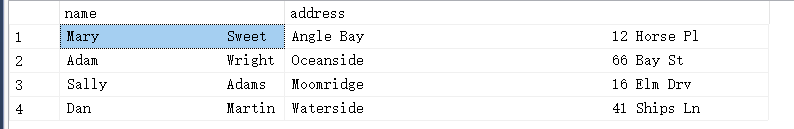 name address
1 Mary Sweet Angle Bay 12 Horse Pl
2 Adam Wright Oceanside 66 Bay St
3 Sally Adams Moomridge 16 Elm Drv
4 Dan Martin Waterside 41 Ships Ln